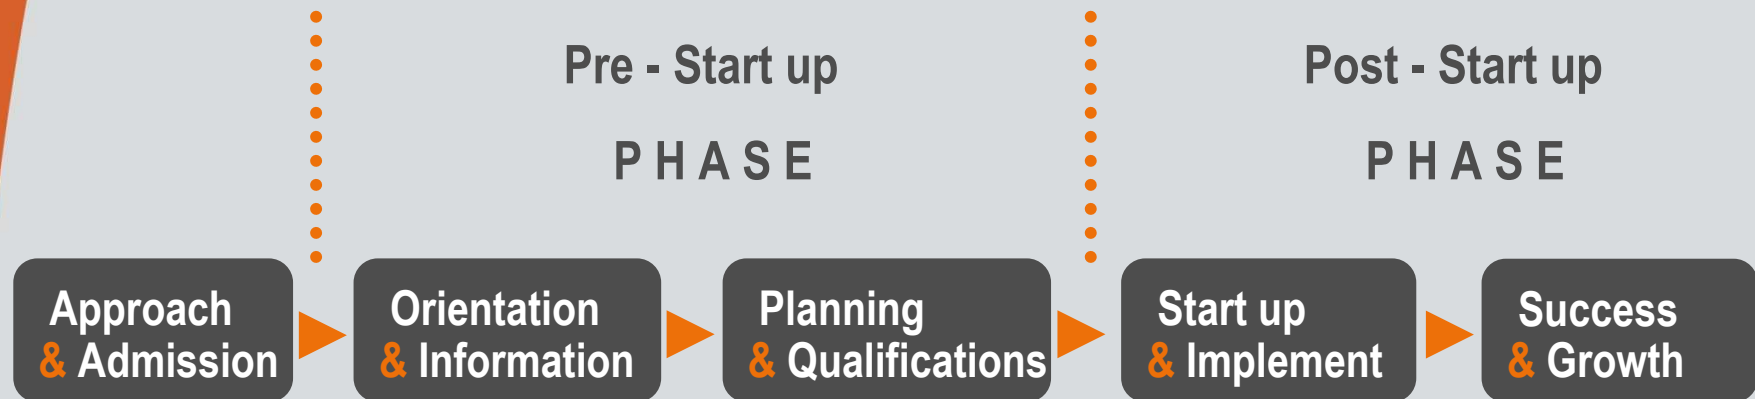 Pre - Start up
PHASE
Post - Start up
PHASE
Approach
& Admission
Orientation
& Information
Planning
& Qualifications
Start up
& Implement
Success
& Growth